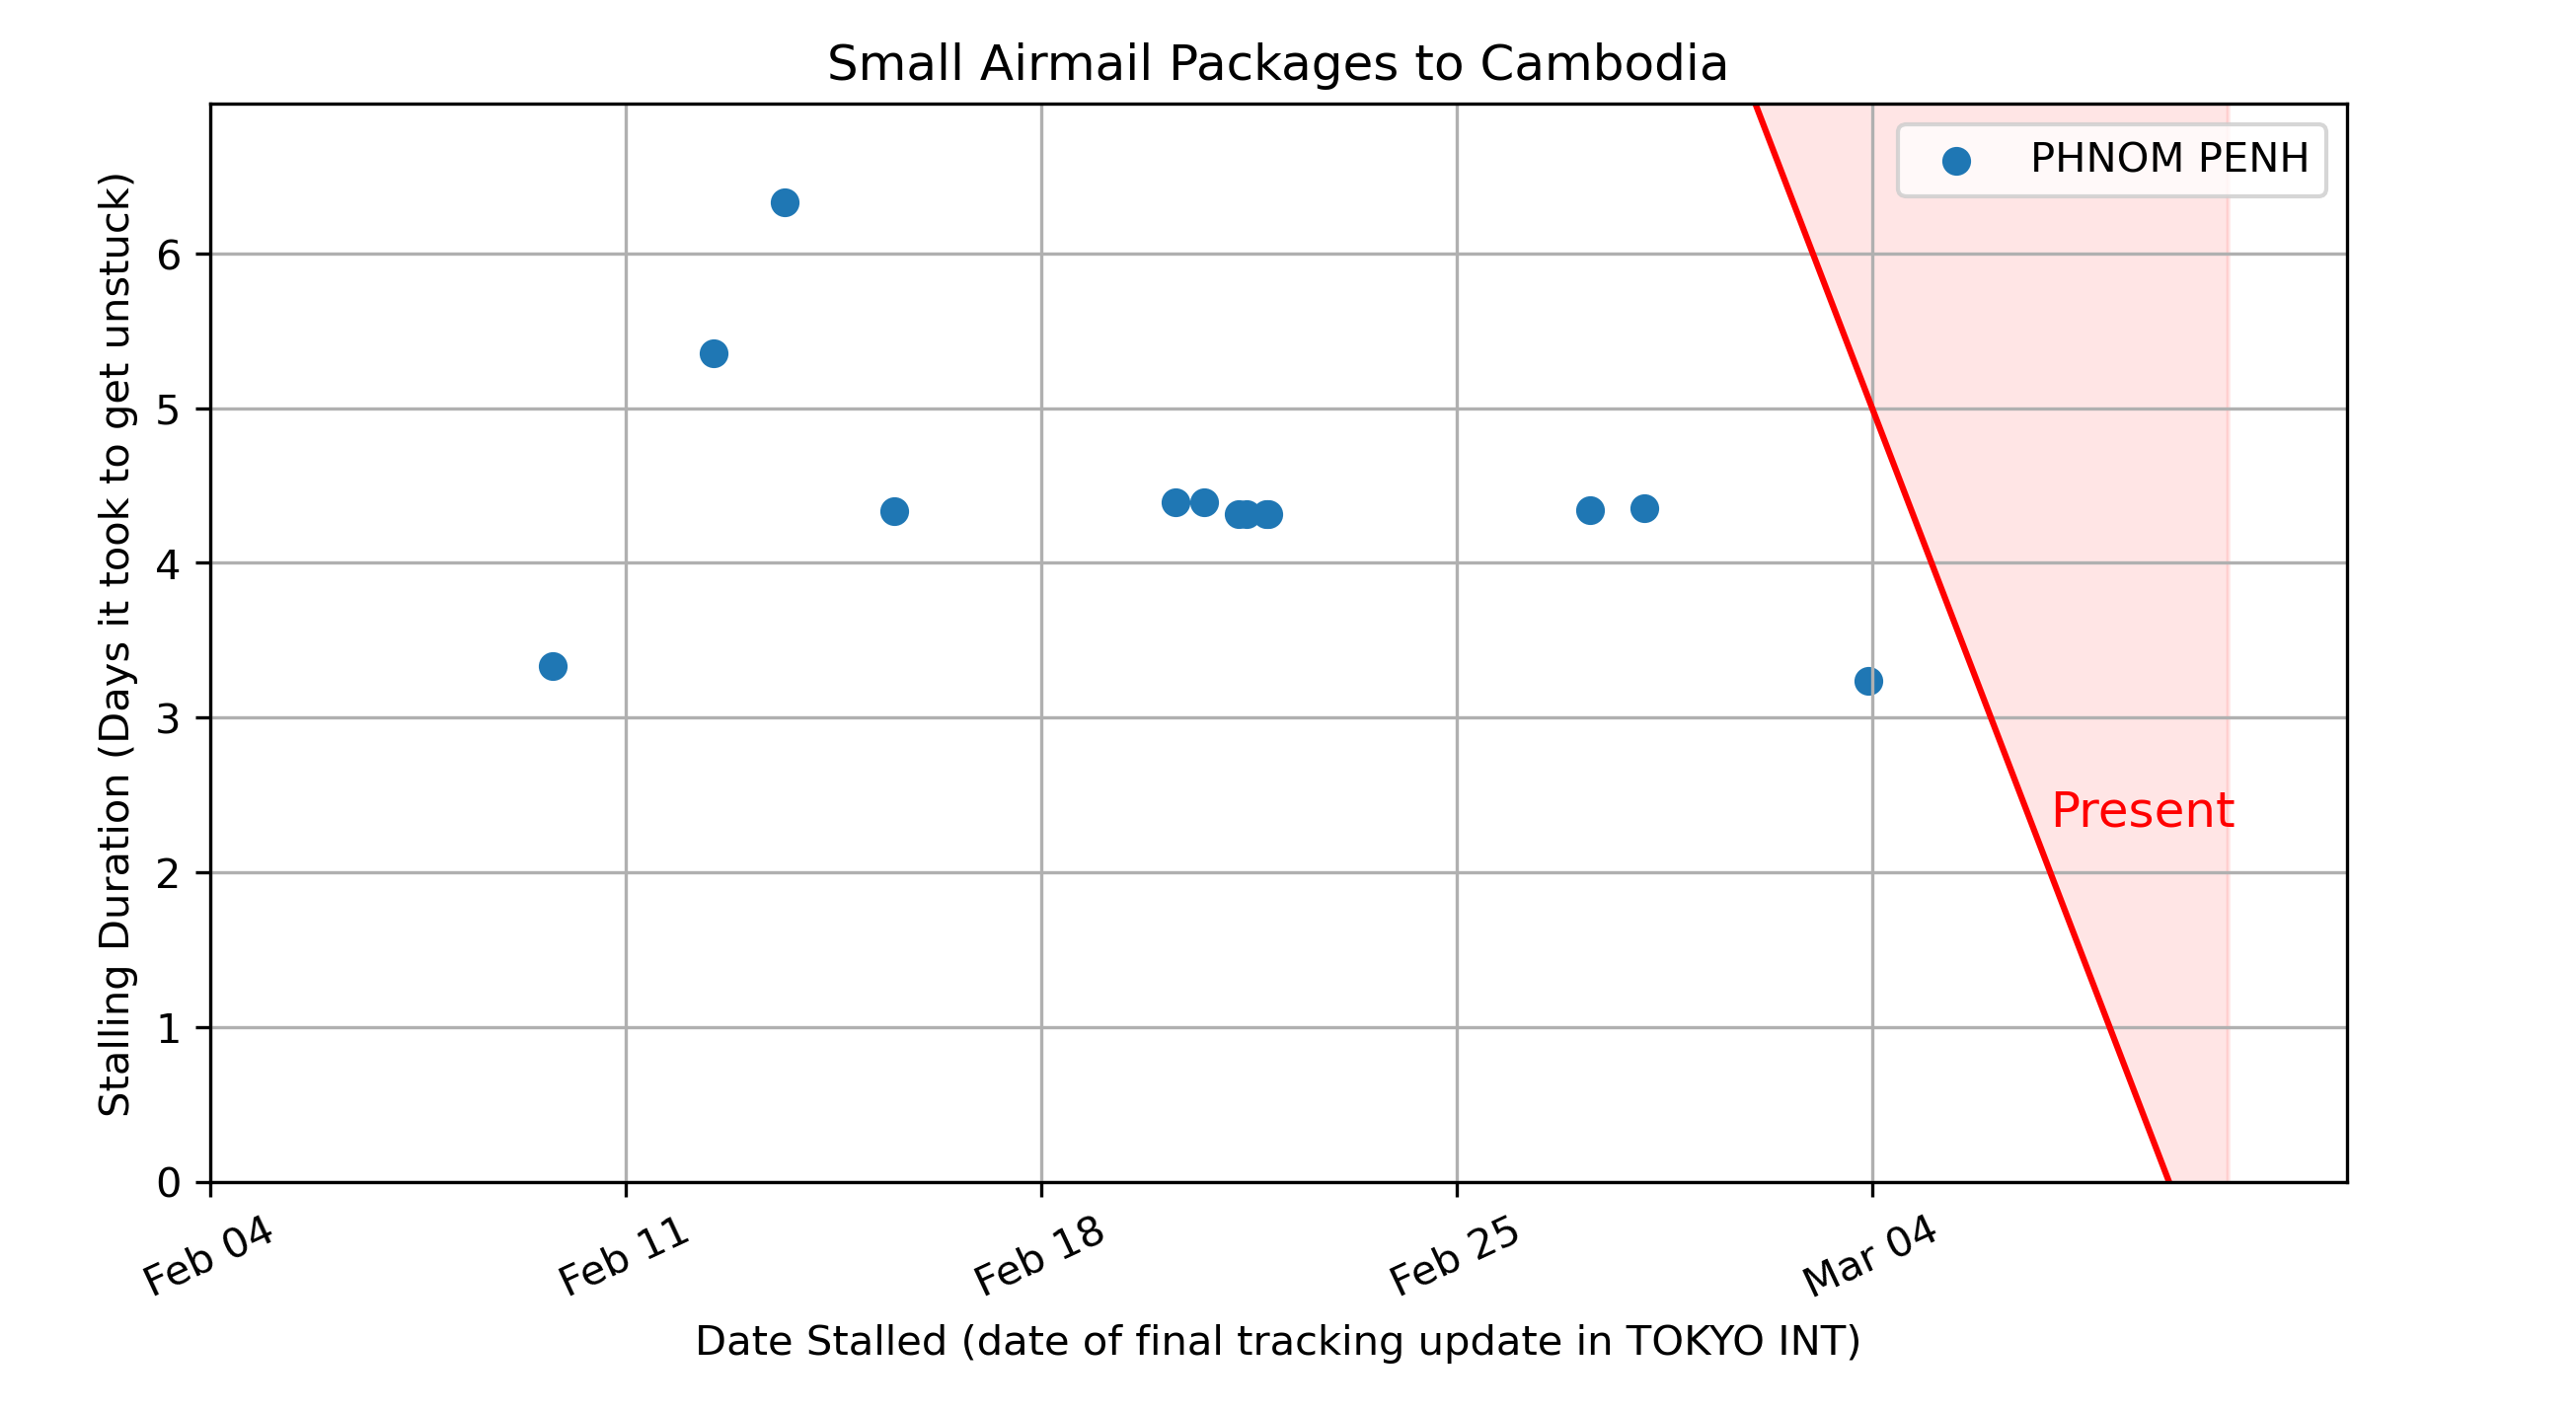 Small Airmail Packages to Cambodia
PHNOM PENH
Stalling Duration (Days it took to get unstuck)
6
5
4
3
2
1
0
Present
Feb 04
Feb 11
Feb 18
Feb 25
Mar 04
Date Stalled (date of final tracking update in TOKYO INT)